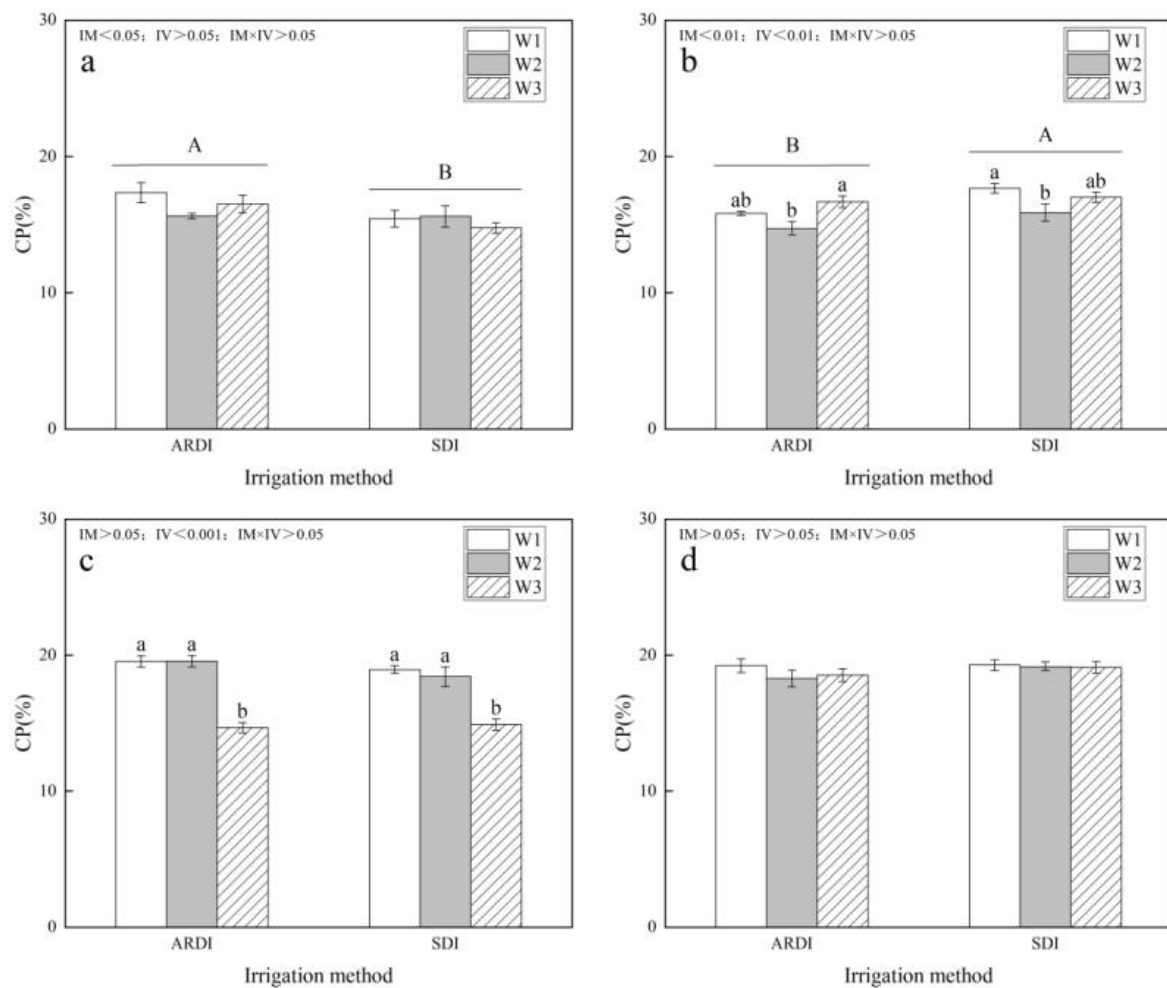 30
IM<0.05; IV>0.05; IM×IV>0.05
a
W1
W2
W3
20
A
B
CP(%)
10
0
ARDI
SDI
Irrigation method
30
IM<0.01; IV<0.01; IM×IV>0.05
b
W1
W2
W3
20
B
A
ab
b
a
a
b
ab
CP(%)
10
0
ARDI
SDI
Irrigation method
30
IM>0.05; IV<0.001; IM×IV>0.05
c
W1
W2
W3
20
a
a
b
a
a
b
CP(%)
10
0
ARDI
SDI
Irrigation method
30
IM>0.05; IV>0.05; IM×IV>0.05
d
W1
W2
W3
20
CP(%)
10
0
ARDI
SDI
Irrigation method